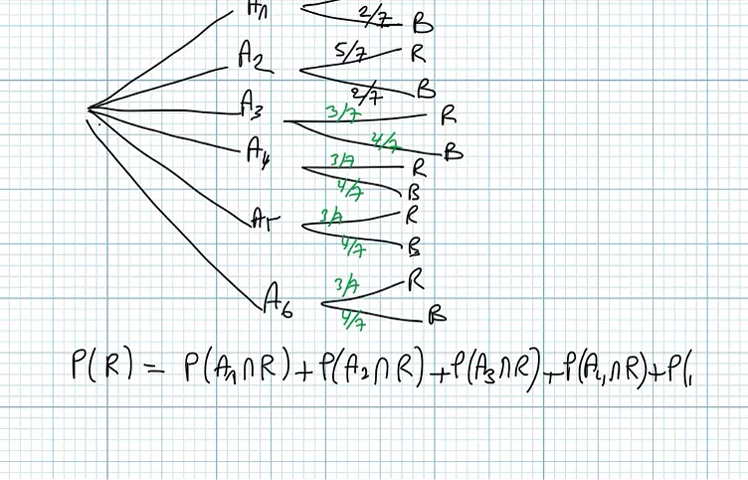 A1
2/7 B
5/7 R
A2
2/7 B
A3 3/7 R
4/7 B
A4 3/7 R
4/7 B
A5 3/7 R
4/7 B
3/7 R
A6
4/7 B
P(R) = P(A1∩R)+P(A2∩R)+P(A3∩R)+P(A4∩R)+P(